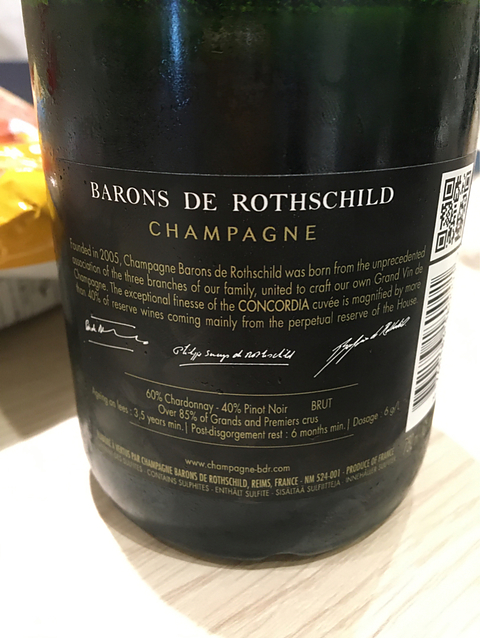 BARONS DE ROTHSCHILD
CHAMPAGNE
Founded in 2005, Champagne Barons de Rothschild was born from the unprecedented
association of the three branches of our family, united to craft our own Grand Vin de
Champagne. The exceptional finesse of the CONCORDIA cuvée is magnified by more
than 40% of reserve wines coming mainly from the perpetual reserve of the House.
60% Chardonnay - 40% Pinot Noir BRUT
Over 85% of Grands and Premiers crus
Ageing on lees : 3,5 years min. | Post-disgorgement rest : 6 months min. | Dosage : 6 g/L
www.champagne-bdr.com
À PAR CHAMPAGNE BARONS DE ROTHSCHILD, REIMS, FRANCE - NM 524-001 - PRODUCE OF FRANCE
SULFITES - CONTAINS SULPHITES - ENTHÄLT SULFITE - SISÄLTÄÄ SULFIITTEJA -